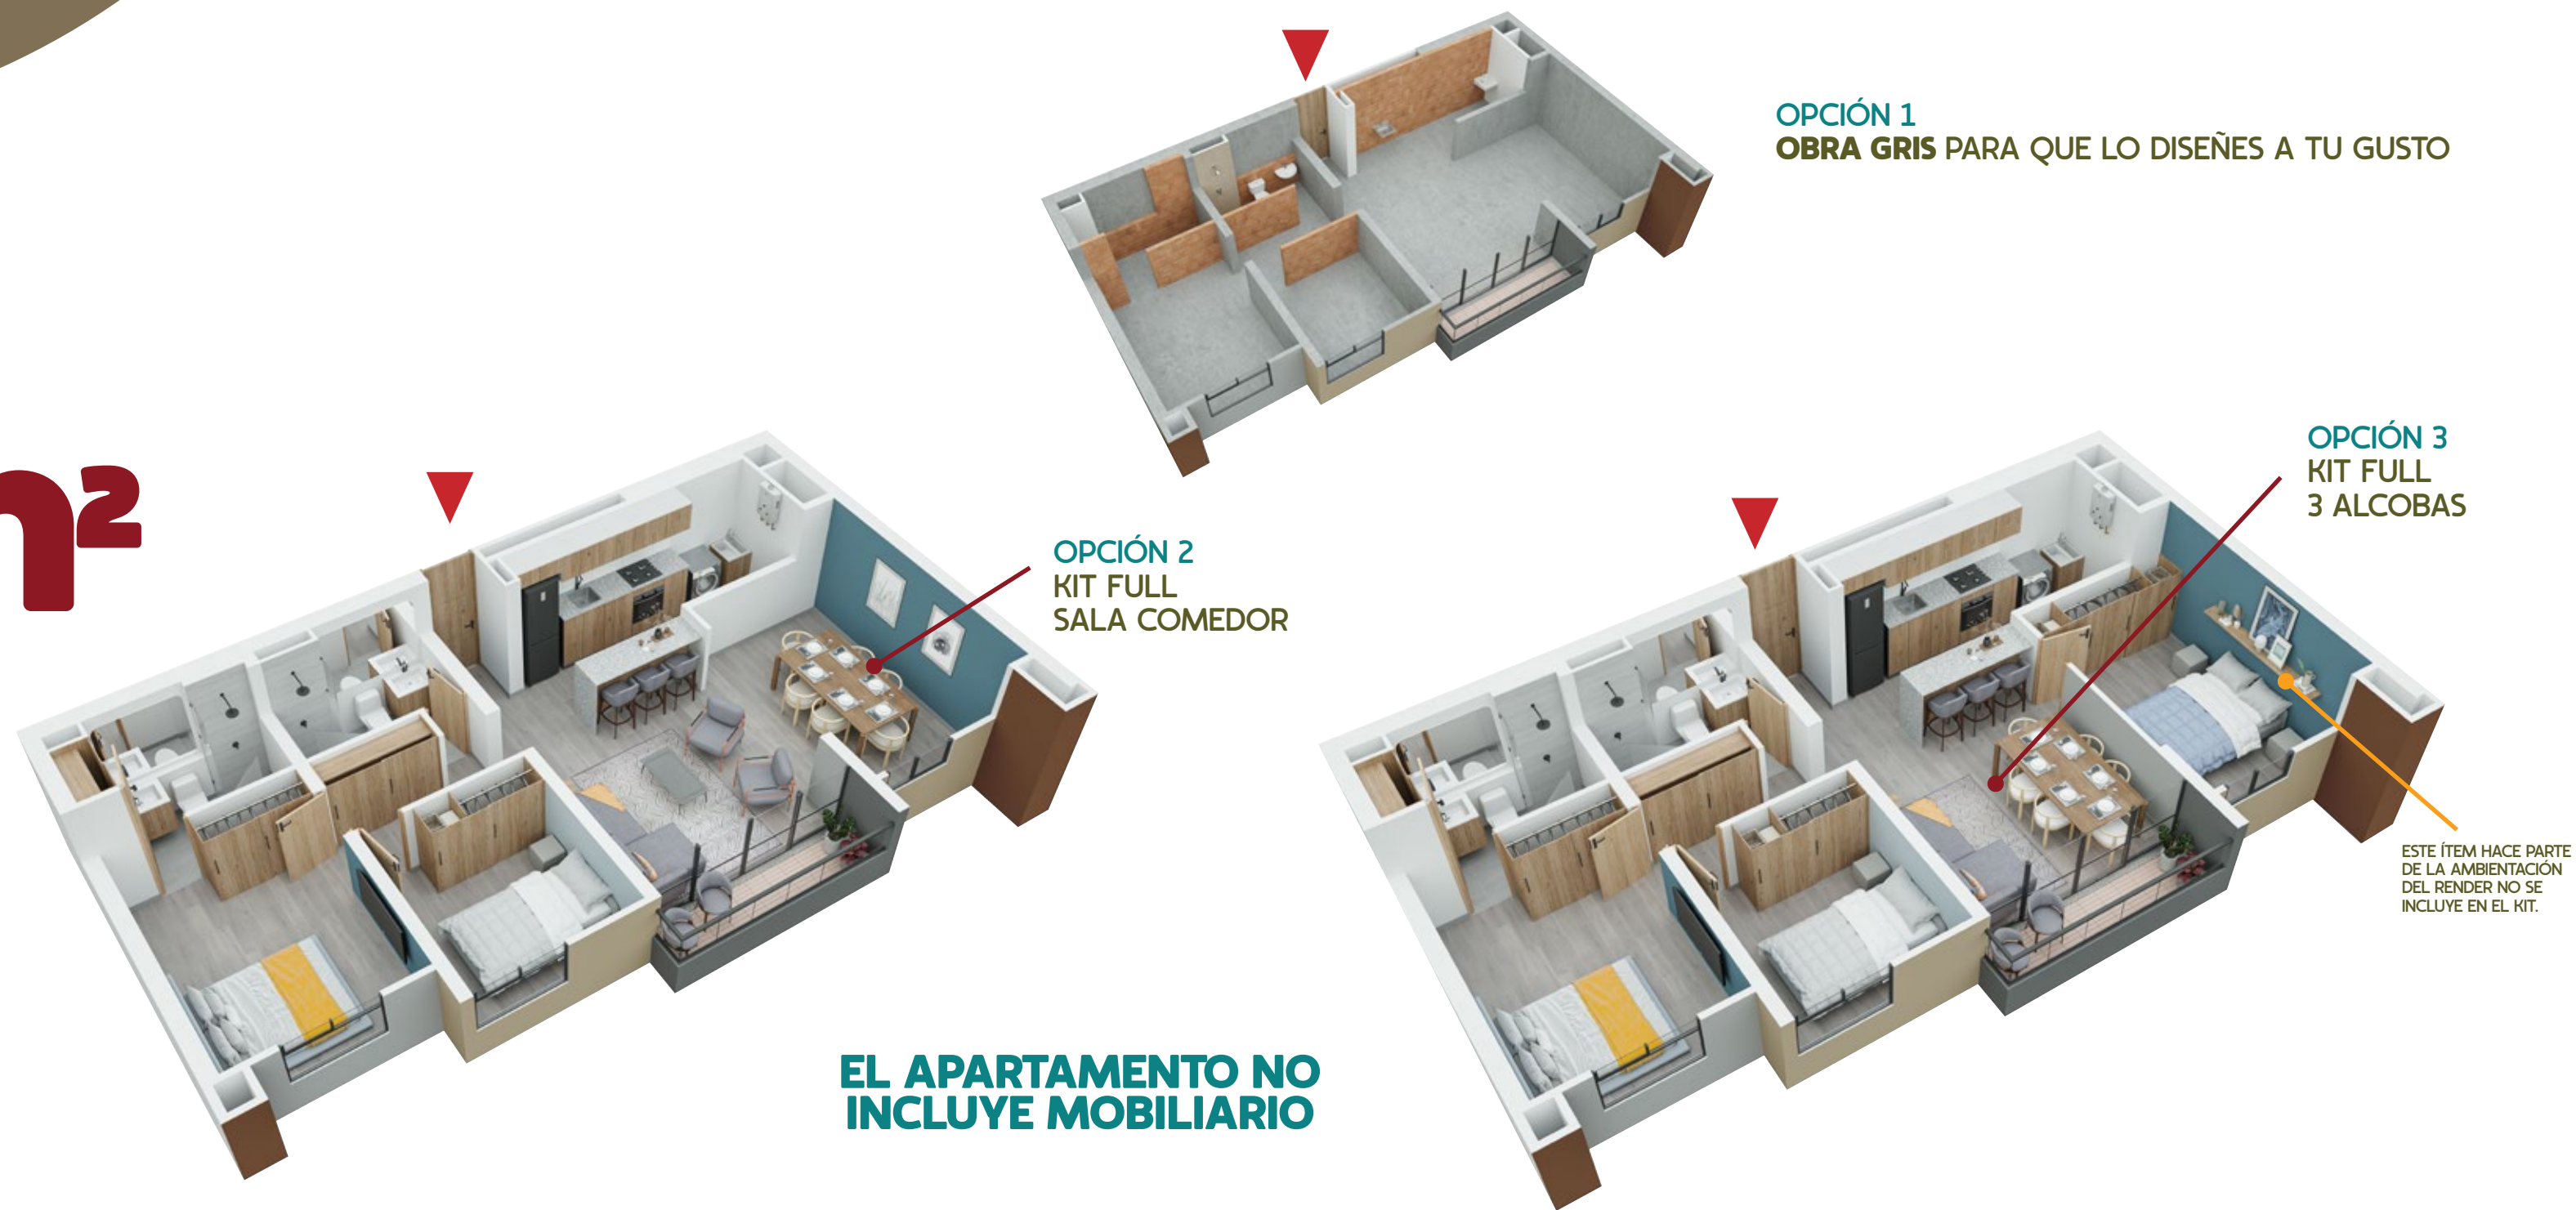 OPCIÓN 1
OBRA GRIS PARA QUE LO DISEÑES A TU GUSTO
OPCIÓN 2
KIT FULL
SALA COMEDOR
OPCIÓN 3
KIT FULL
3 ALCOBAS
ESTE ÍTEM HACE PARTE
DE LA AMBIENTACIÓN
DEL RENDER NO SE
INCLUYE EN EL KIT.
EL APARTAMENTO NO
INCLUYE MOBILIARIO